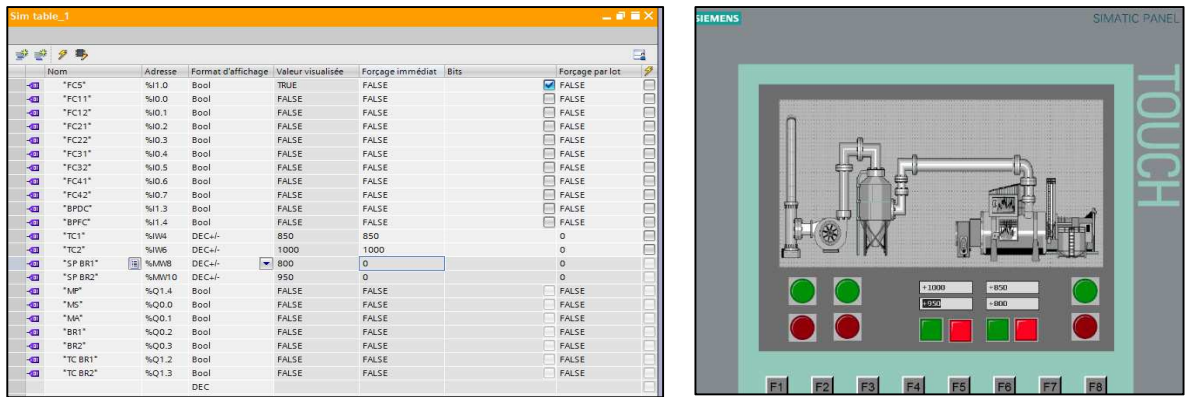 Sim table_1
Nom Adresse Format d'affichage Valeur visualisée Forçage immédiat Bits Forçage par lot
"FC5" %I1.0 Bool TRUE FALSE FALSE
"FC11" %I0.0 Bool FALSE FALSE FALSE
"FC12" %I0.1 Bool FALSE FALSE FALSE
"FC21" %I0.2 Bool FALSE FALSE FALSE
"FC22" %I0.3 Bool FALSE FALSE FALSE
"FC31" %I0.4 Bool FALSE FALSE FALSE
"FC32" %I0.5 Bool FALSE FALSE FALSE
"FC41" %I0.6 Bool FALSE FALSE FALSE
"FC42" %I0.7 Bool FALSE FALSE FALSE
"BPDC" %I1.3 Bool FALSE FALSE FALSE
"BPFC" %I1.4 Bool FALSE FALSE FALSE
"TC1" %IW4 DEC+/- 850 850 0
"TC2" %IW6 DEC+/- 1000 1000 0
"SP BR1" %MW8 DEC+/- 800 0 0
"SP BR2" %MW10 DEC+/- 950 0 0
"MP" %Q1.4 Bool FALSE FALSE FALSE
"MS" %Q0.0 Bool FALSE FALSE FALSE
"MA" %Q0.1 Bool FALSE FALSE FALSE
"BR1" %Q0.2 Bool FALSE FALSE FALSE
"BR2" %Q0.3 Bool FALSE FALSE FALSE
"TC BR1" %Q1.2 Bool FALSE FALSE FALSE
"TC BR2" %Q1.3 Bool FALSE FALSE FALSE
DEC
SIEMENS SIMATIC PANEL
TOUCH
+1000 +850
+950 +800
F1 F2 F3 F4 F5 F6 F7 F8